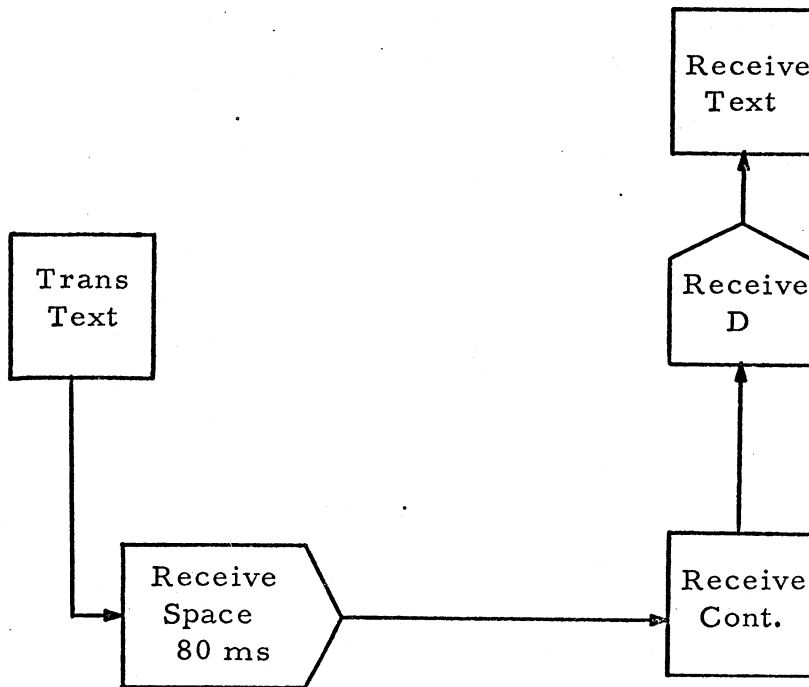 Receive
Text
Trans
Text
Receive
D
Receive
Space
80 ms
Receive
Cont.